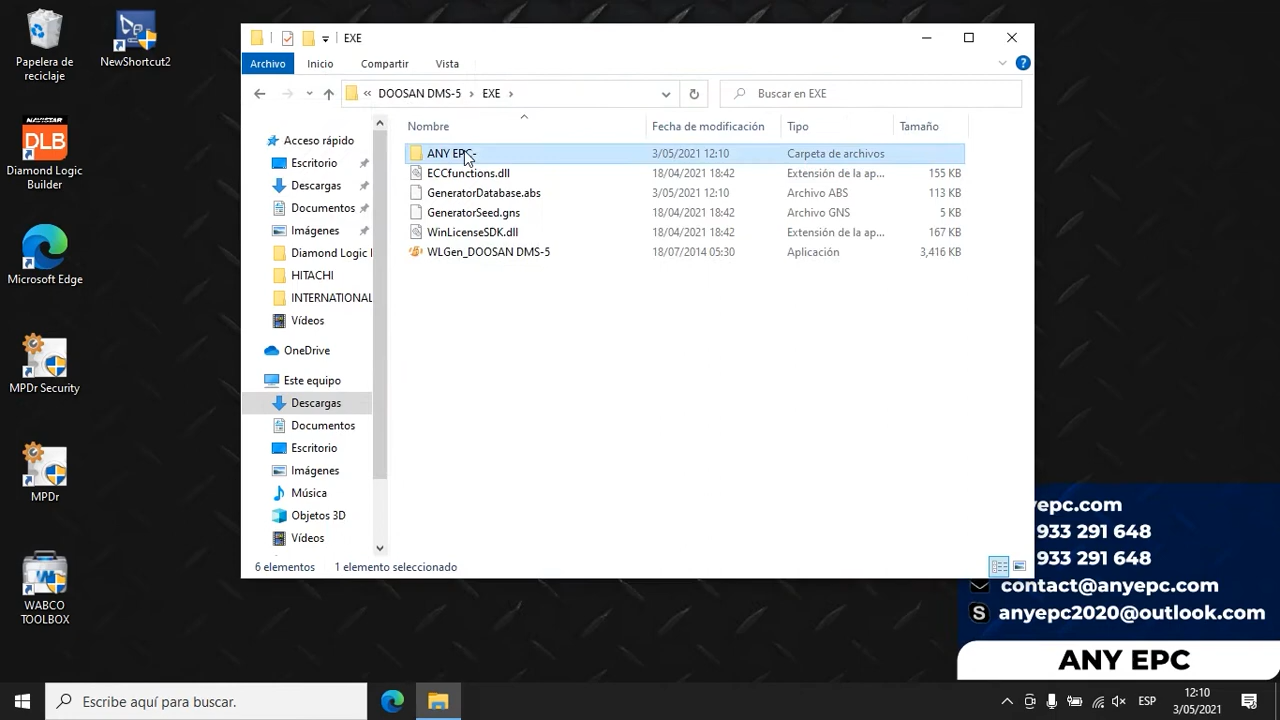 Papelera de
reciclaje
NewShortcut2
NAVISTAR
DLB
Diamond Logic
Builder
Microsoft Edge
MPDr Security
MPDr
WABCO
TOOLBOX
EXE
Archivo
Inicio
Compartir
Vista
« DOOSAN DMS-5 > EXE >
Buscar en EXE
Nombre
Fecha de modificación
Tipo
Tamaño
Acceso rápido
Escritorio
Descargas
Documentos
Imágenes
Diamond Logic
HITACHI
INTERNATIONAL
Vídeos
OneDrive
Este equipo
Descargas
Documentos
Escritorio
Imágenes
Música
Objetos 3D
Vídeos
ANY EPC- 3/05/2021 12:10 Carpeta de archivos
ECCfunctions.dll 18/04/2021 18:42 Extensión de la ap... 155 KB
GeneratorDatabase.abs 3/05/2021 12:10 Archivo ABS 113 KB
GeneratorSeed.gns 18/04/2021 18:42 Archivo GNS 5 KB
WinLicenseSDK.dll 18/04/2021 18:42 Extensión de la ap... 167 KB
WLGen_DOOSAN DMS-5 18/07/2014 05:30 Aplicación 3,416 KB
6 elementos
1 elemento seleccionado
yepc.com
933 291 648
933 291 648
contact@anyepc.com
anyepc2020@outlook.com
ANY EPC
Escribe aquí para buscar.
ESP
12:10
3/05/2021